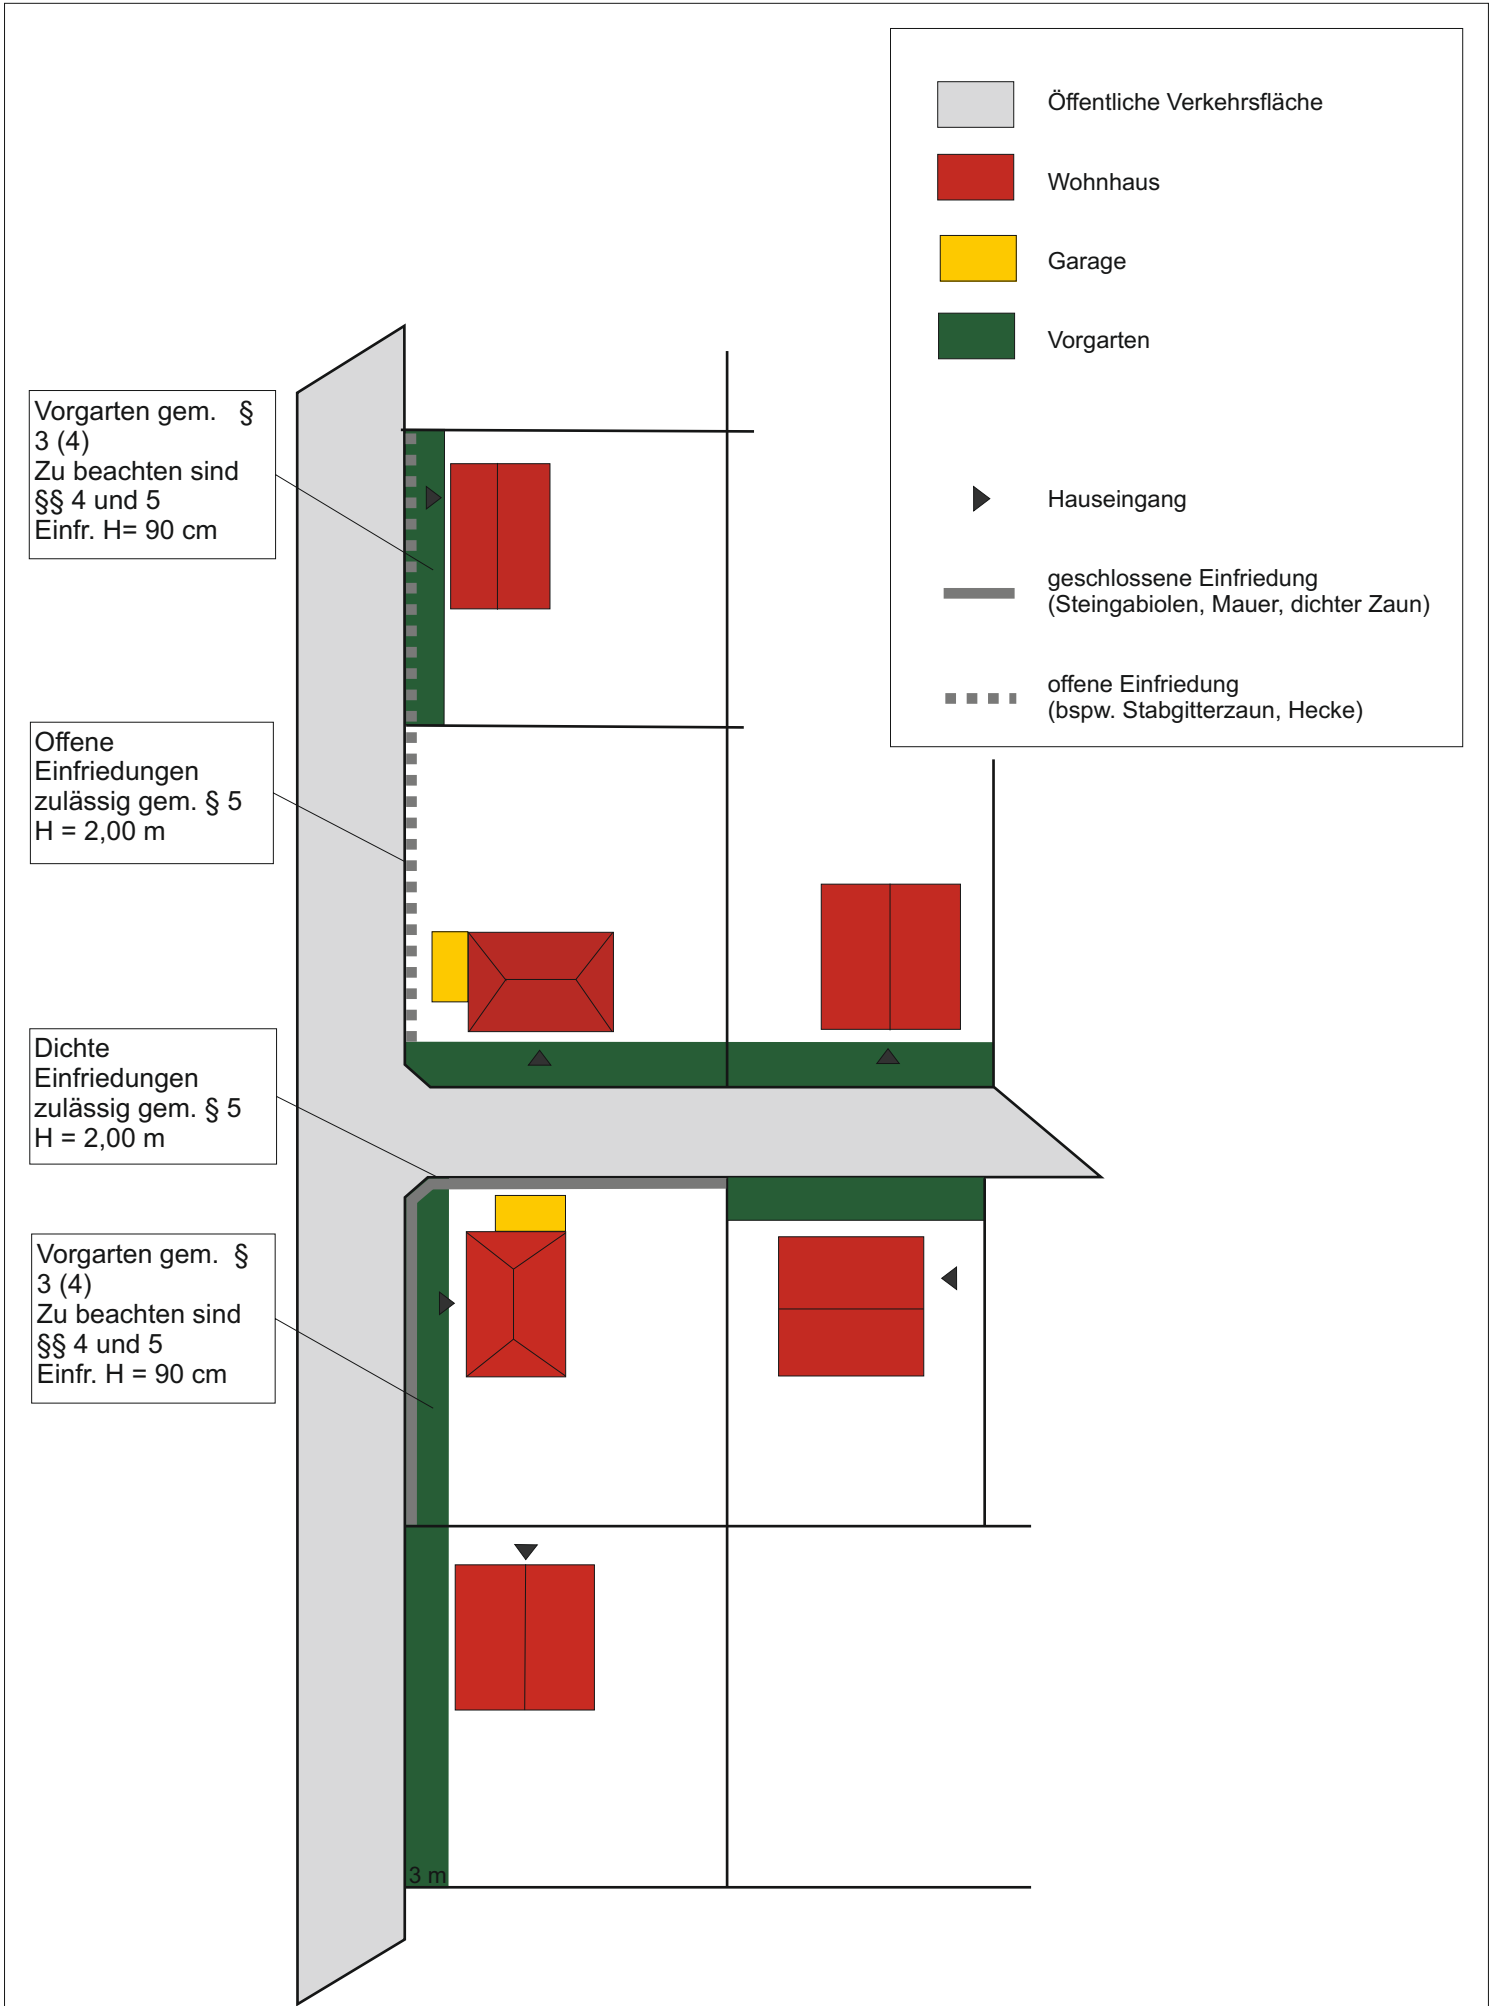 Öffentliche Verkehrsfläche
Wohnhaus
Garage
Vorgarten
Hauseingang
geschlossene Einfriedung
(Steingabiolen, Mauer, dichter Zaun)
offene Einfriedung
(bspw. Stabgitterzaun, Hecke)
Vorgarten gem. §
3 (4)
Zu beachten sind
§§ 4 und 5
Einfr. H= 90 cm
Offene
Einfriedungen
zulässig gem. § 5
H = 2,00 m
Dichte
Einfriedungen
zulässig gem. § 5
H = 2,00 m
Vorgarten gem. §
3 (4)
Zu beachten sind
§§ 4 und 5
Einfr. H = 90 cm
3 m